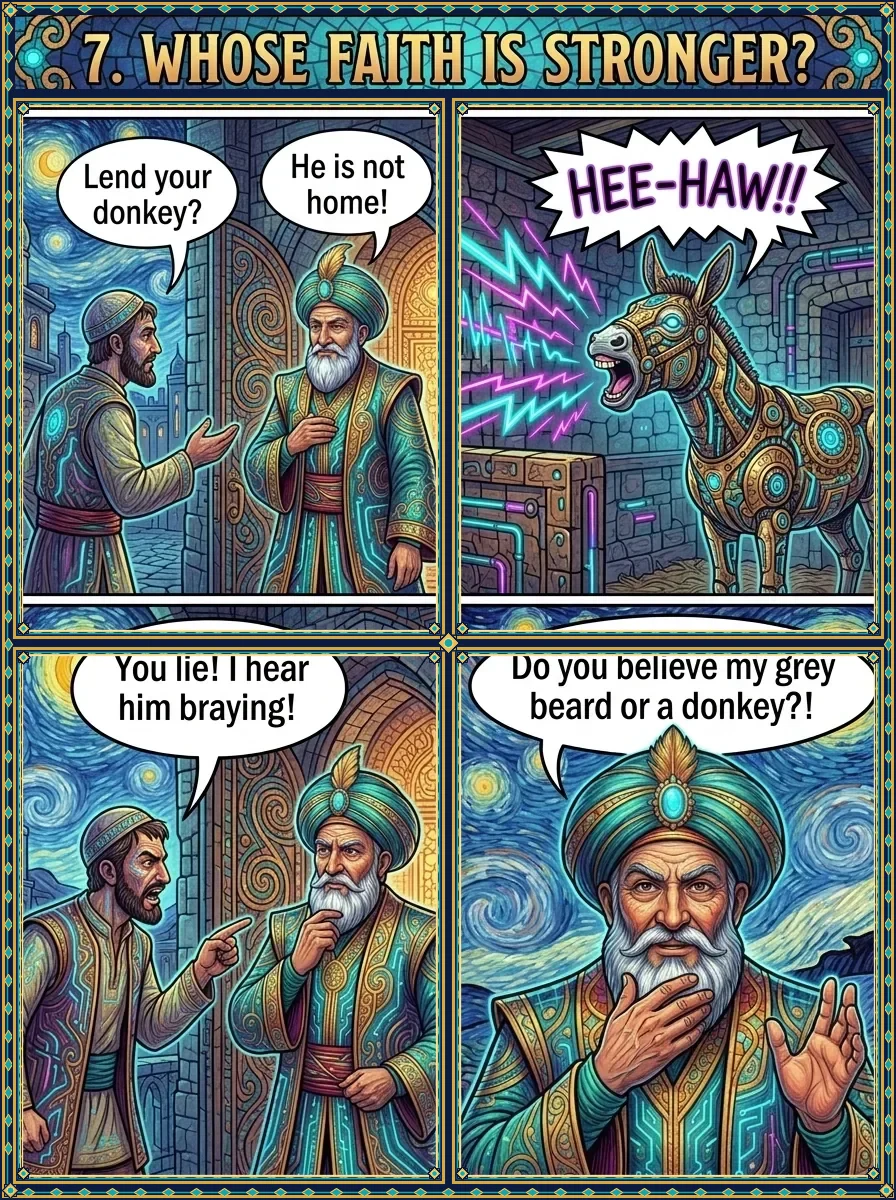 7. WHOSE FAITH IS STRONGER?
Lend your
donkey?
He is not
home!
HEE-HAW!!
You lie! I hear
him braying!
Do you believe my grey
beard or a donkey?!